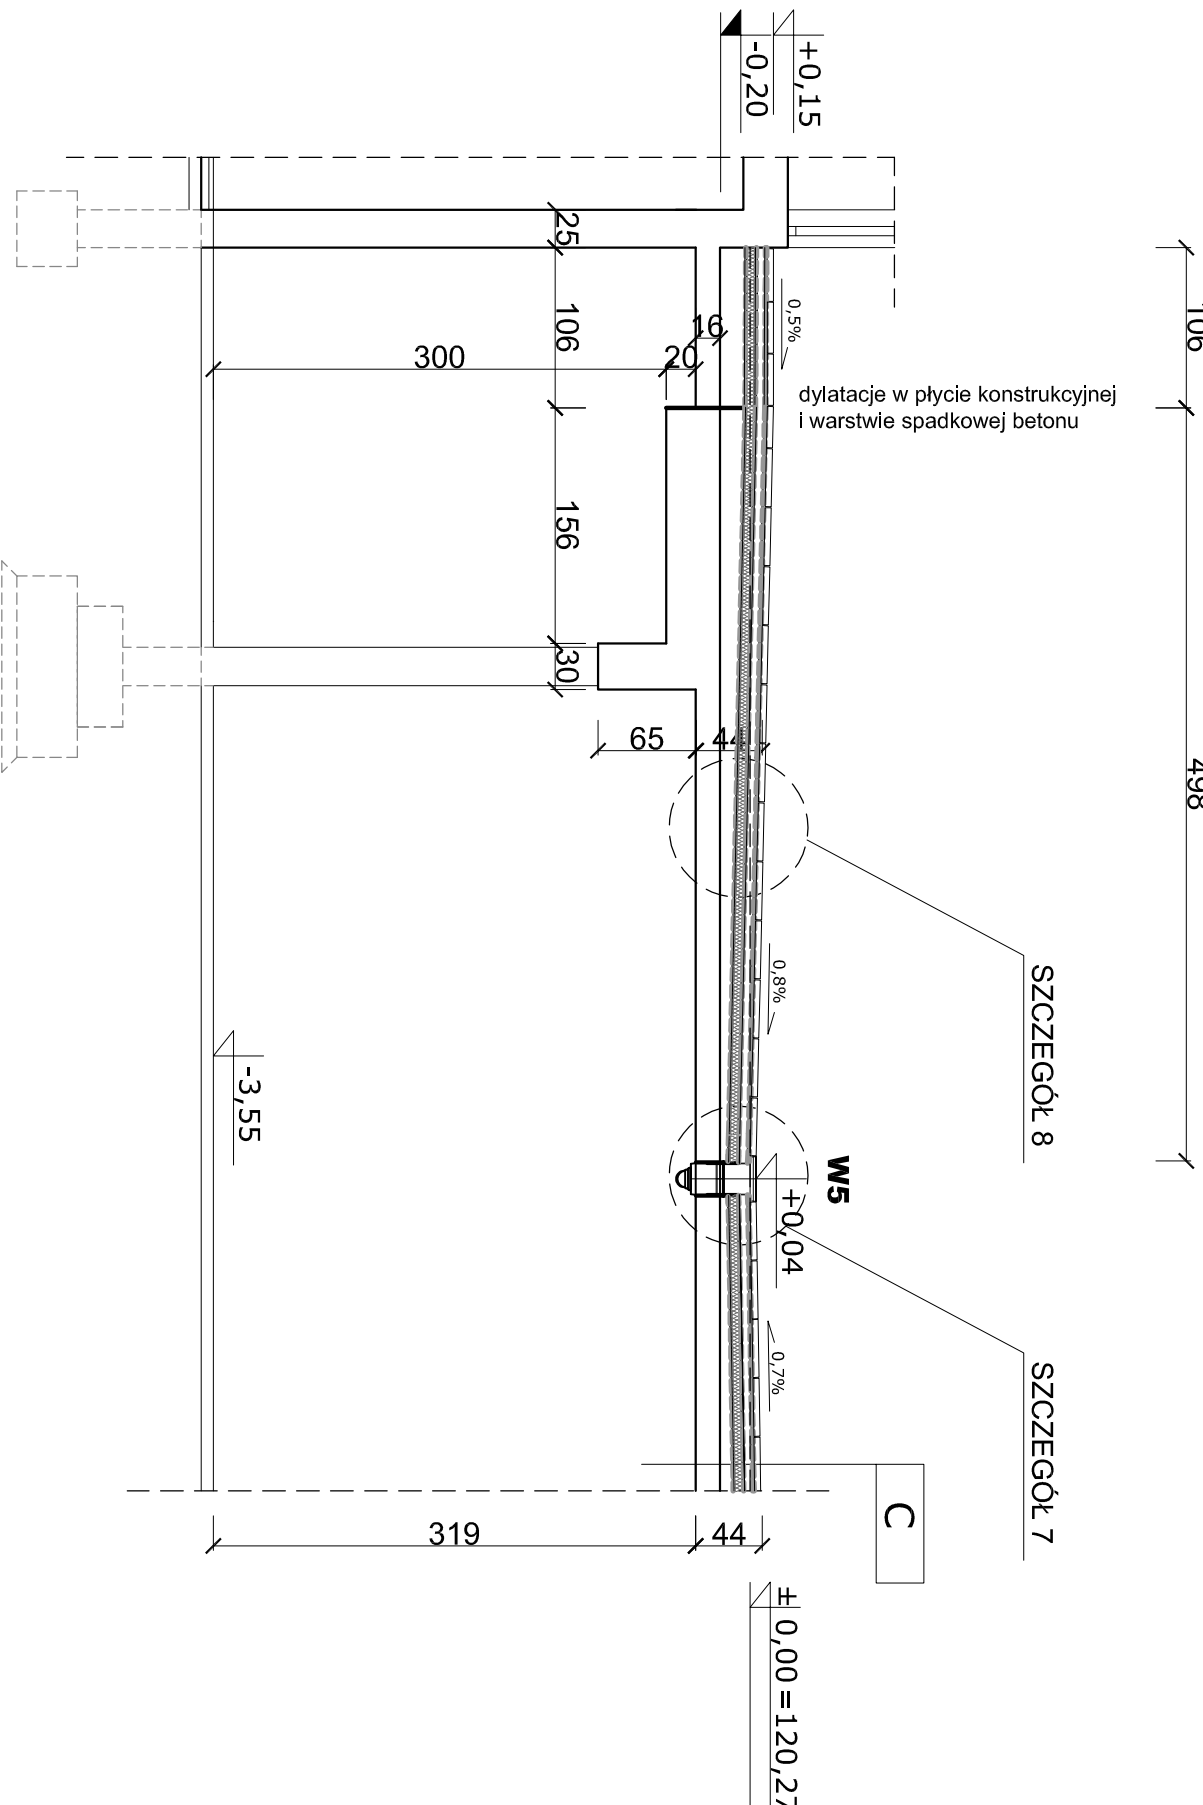 +0,15
-0,20
25
106
106
0,5%
16
300
20
dylatacje w płycie konstrukcyjnej
i warstwie spadkowej betonu
156
30
65
44
498
SZCZEGÓŁ 8
0,8%
-3,55
W5
+0,04
0,7%
SZCZEGÓŁ 7
C
319
44
± 0,00 =120,27